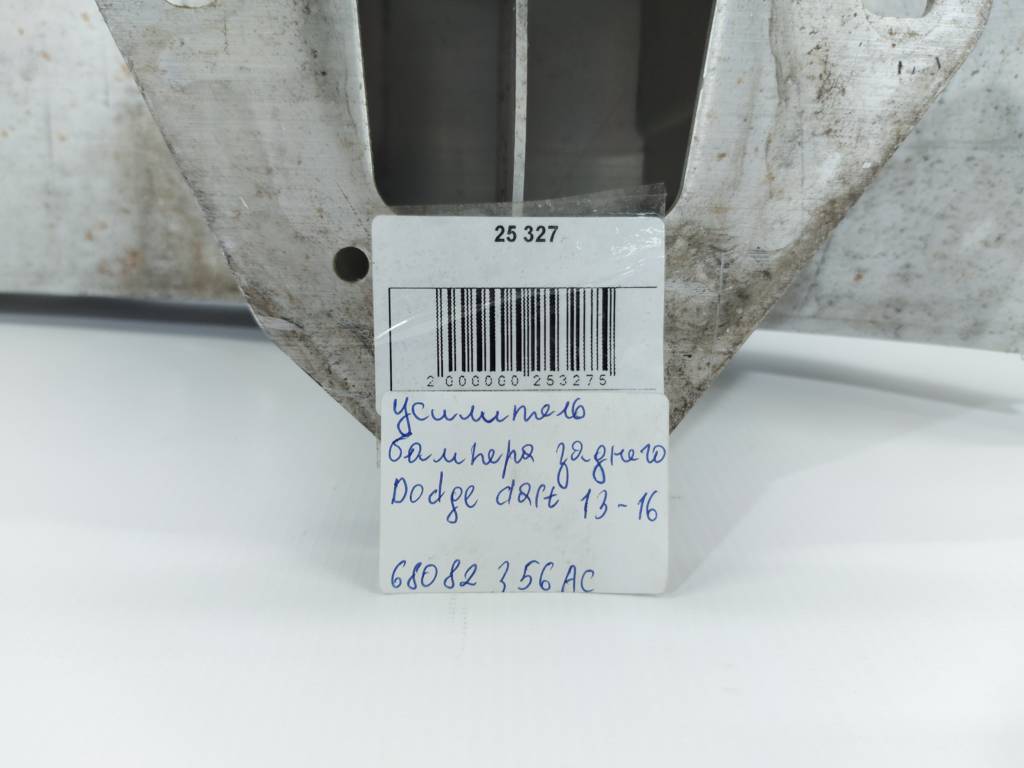 25 327
2 000000 253275
усилитель
бампера заднего
Dodge dart 13-16
68082 356AC